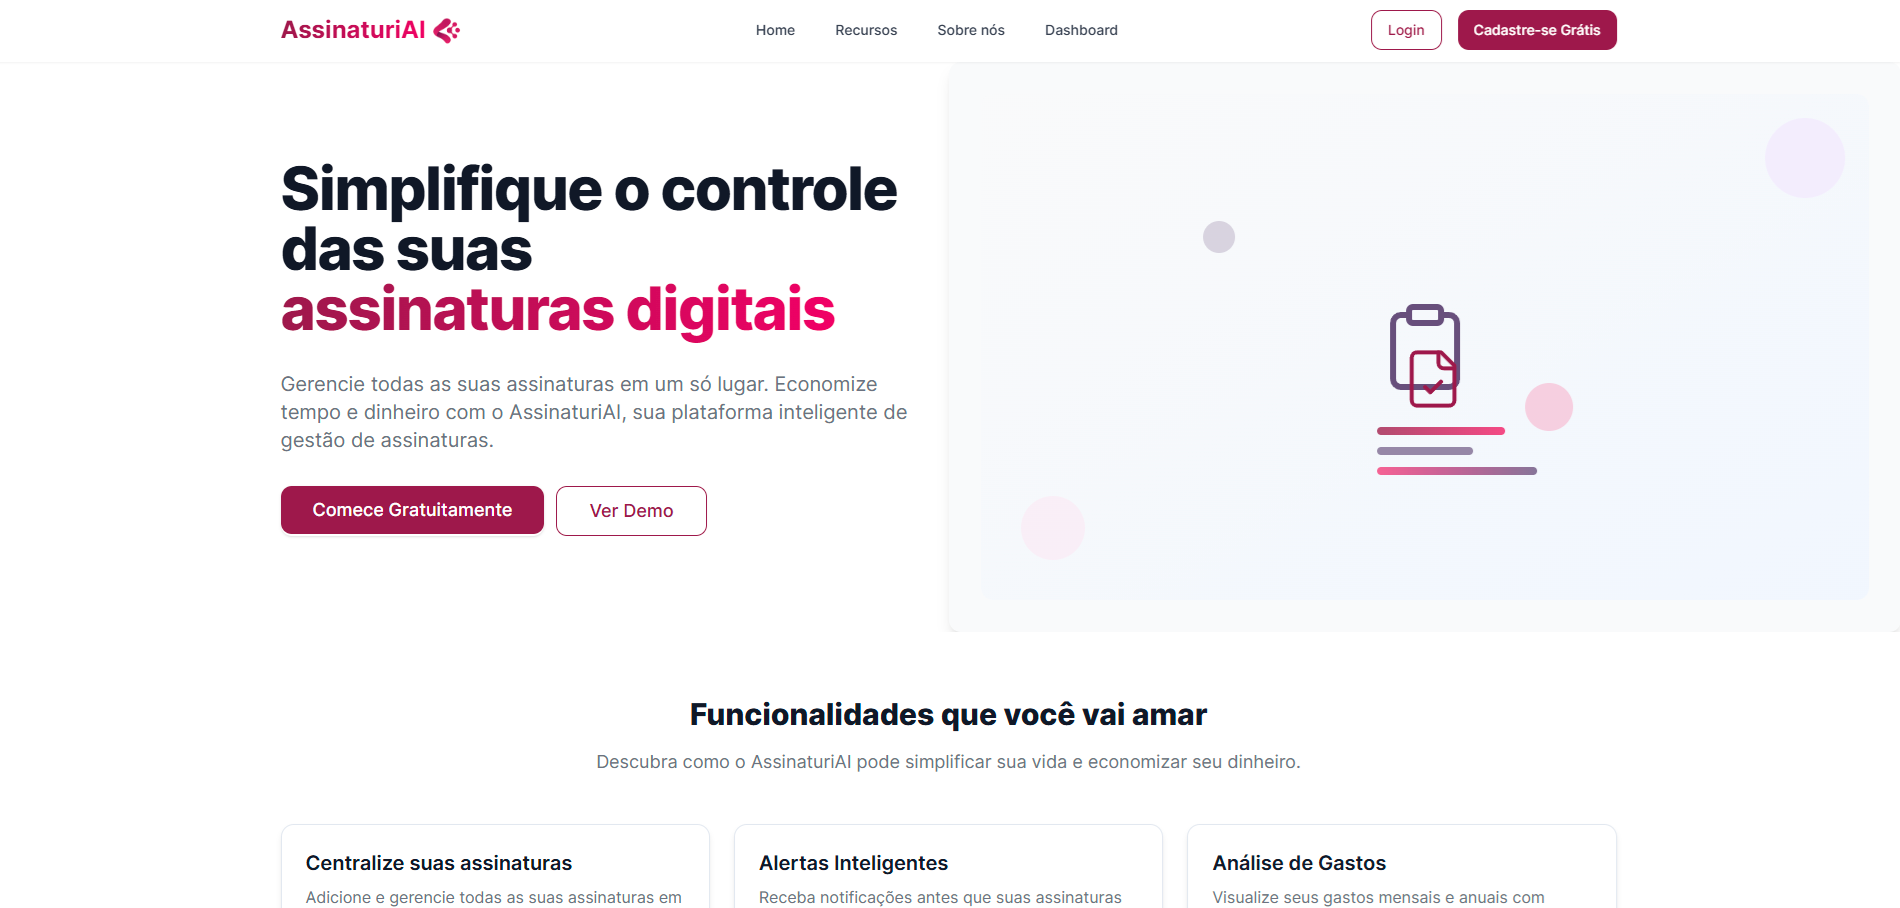 AssinaturiAI
Home
Recursos
Sobre nós
Dashboard
Login
Cadastre-se Grátis
Simplifique o controle
das suas
assinaturas digitais
Gerencie todas as suas assinaturas em um só lugar. Economize
tempo e dinheiro com o AssinaturiAI, sua plataforma inteligente de
gestão de assinaturas.
Comece Gratuitamente
Ver Demo
Funcionalidades que você vai amar
Descubra como o AssinaturiAI pode simplificar sua vida e economizar seu dinheiro.
Centralize suas assinaturas
Adicione e gerencie todas as suas assinaturas em
Alertas Inteligentes
Receba notificações antes que suas assinaturas
Análise de Gastos
Visualize seus gastos mensais e anuais com